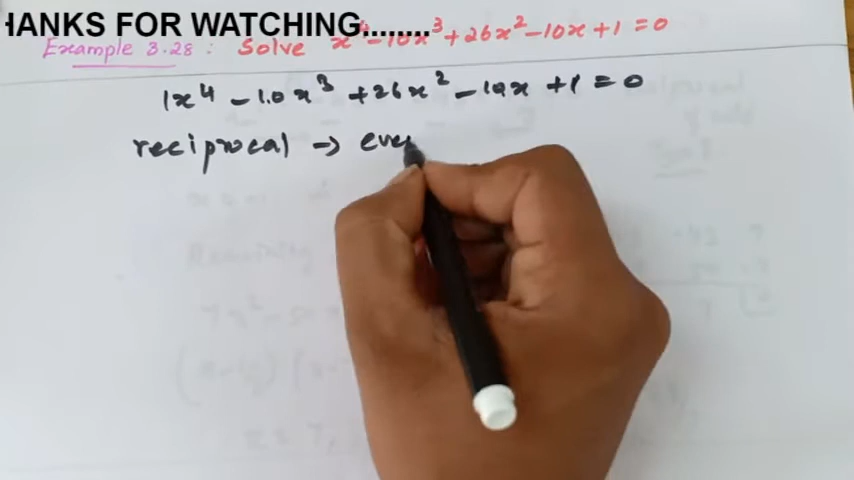 HANKS FOR WATCHING........
Example 3.28 : Solve x⁴-10x³+26x²-10x+1=0
1x⁴ -10x³ +26x² -10x +1 = 0
reciprocal → eve